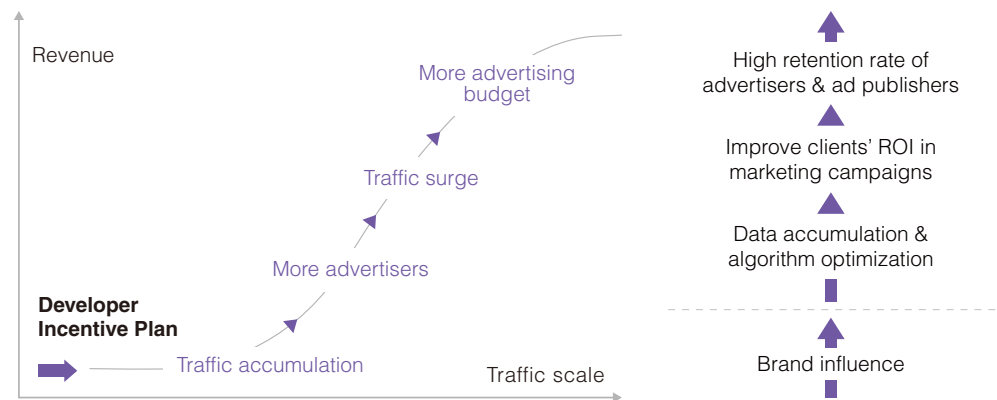 Revenue
More advertising
budget
Traffic surge
More advertisers
Developer
Incentive Plan
Traffic accumulation
Traffic scale
High retention rate of
advertisers & ad publishers
Improve clients’ ROI in
marketing campaigns
Data accumulation &
algorithm optimization
Brand influence